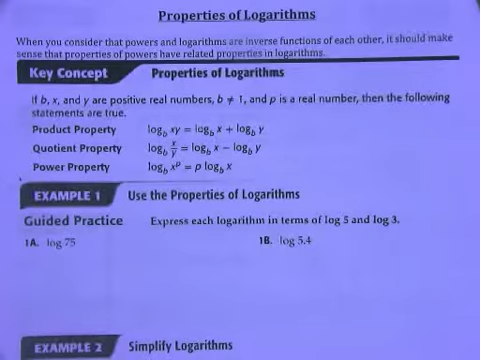 Properties of Logarithms
When you consider that powers and logarithms are inverse functions of each other, it should make
sense that properties of powers have related properties in logarithms.
Key Concept Properties of Logarithms
If b, x, and y are positive real numbers, b ≠ 1, and p is a real number, then the following
statements are true.
Product Property log_b xy = log_b x + log_b y
Quotient Property log_b x/y = log_b x − log_b y
Power Property log_b x^p = p log_b x
EXAMPLE 1 Use the Properties of Logarithms
Guided Practice Express each logarithm in terms of log 5 and log 3.
1A. log 75 1B. log 5.4
EXAMPLE 2 Simplify Logarithms